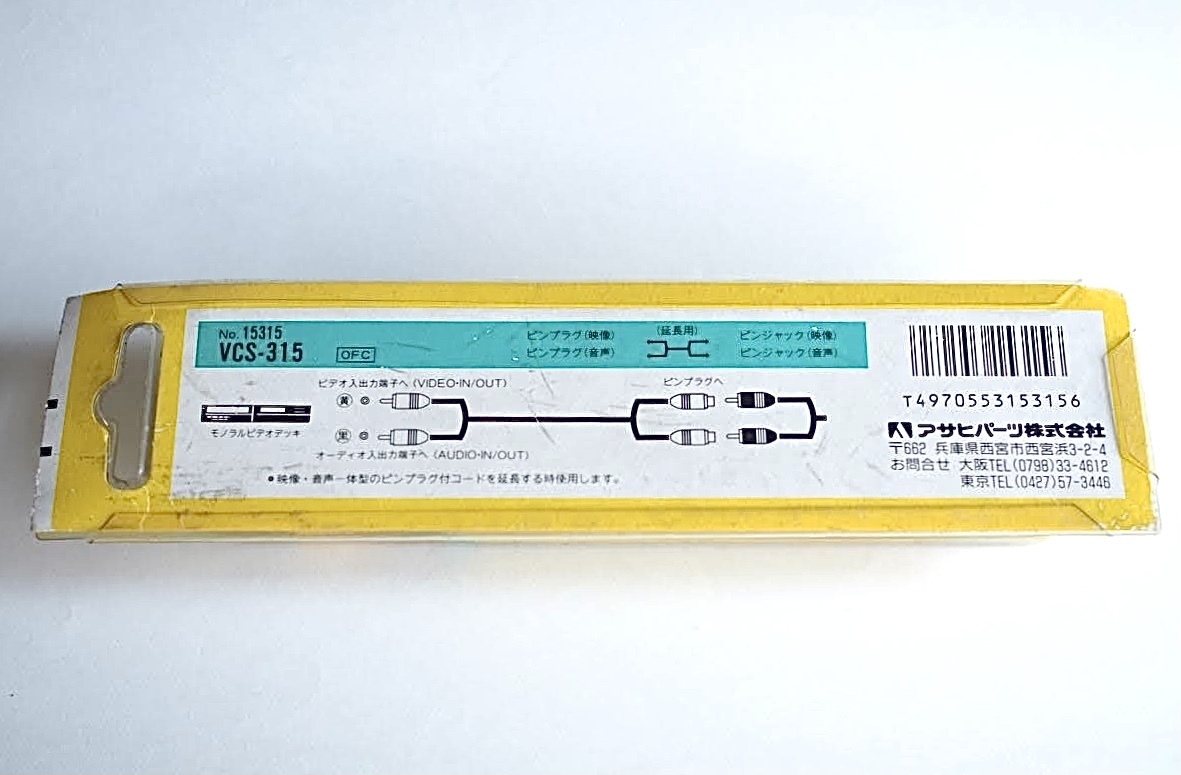 No. 15315
VCS-315
OFC
ピンプラグ(映像)
ピンプラグ(音声)
(延長用)
ピンジャック(映像)
ピンジャック(音声)
ビデオ入出力端子へ (VIDEO・IN/OUT)
黄
モノラルビデオデッキ
黒
オーディオ入出力端子へ (AUDIO・IN/OUT)
ピンプラグへ
●映像・音声一体型のピンプラグ付コードを延長する時使用します。
T4970553153156
アサヒパーツ株式会社
〒662 兵庫県西宮市西宮浜3-2-4
お問合せ 大阪TEL(0798)33-4612
東京TEL(0427)57-3446